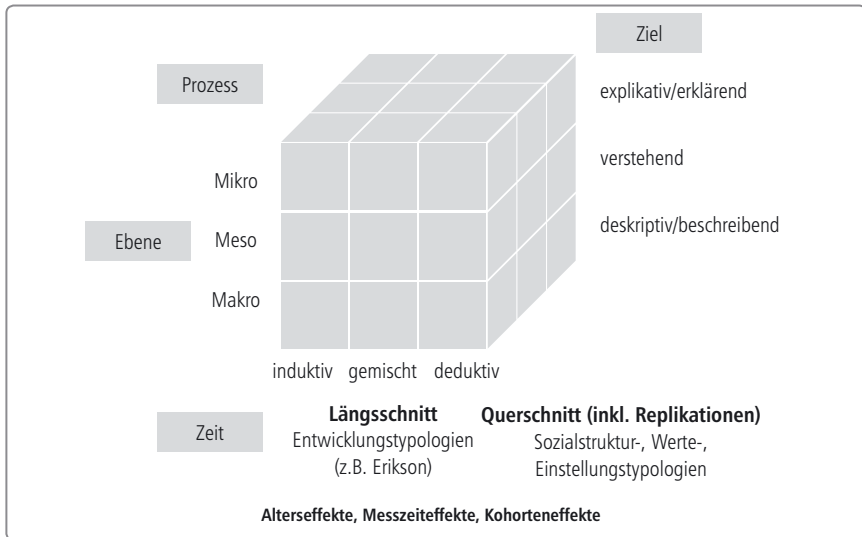 Ziel
Prozess
explikativ/erklärend
Mikro
verstehend
Ebene
Meso
deskriptiv/beschreibend
Makro
induktiv gemischt deduktiv
Zeit
Längsschnitt
Entwicklungstypologien
(z.B. Erikson)
Querschnitt (inkl. Replikationen)
Sozialstruktur-, Werte-,
Einstellungstypologien
Alterseffekte, Messzeiteffekte, Kohorteneffekte